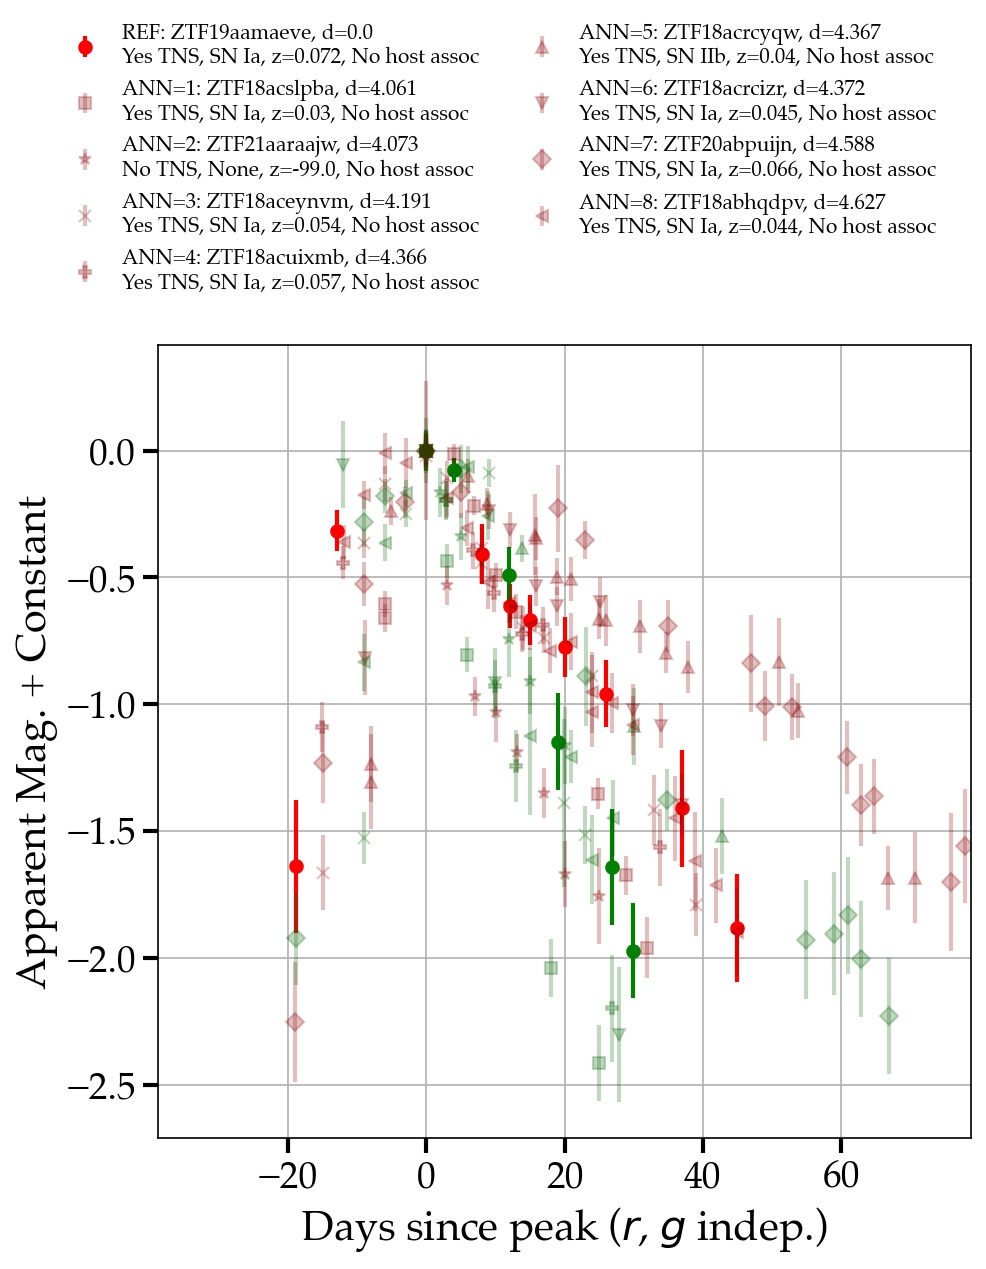 REF: ZTF19aamaeve, d=0.0
Yes TNS, SN Ia, z=0.072, No host assoc
ANN=1: ZTF18acslpba, d=4.061
Yes TNS, SN Ia, z=0.03, No host assoc
ANN=2: ZTF21aaraajw, d=4.073
No TNS, None, z=-99.0, No host assoc
ANN=3: ZTF18aceynvm, d=4.191
Yes TNS, SN Ia, z=0.054, No host assoc
ANN=4: ZTF18acuixmb, d=4.366
Yes TNS, SN Ia, z=0.057, No host assoc
ANN=5: ZTF18acrcyqw, d=4.367
Yes TNS, SN IIb, z=0.04, No host assoc
ANN=6: ZTF18acrcizr, d=4.372
Yes TNS, SN Ia, z=0.045, No host assoc
ANN=7: ZTF20abpuijn, d=4.588
Yes TNS, SN Ia, z=0.066, No host assoc
ANN=8: ZTF18abhqdpv, d=4.627
Yes TNS, SN Ia, z=0.044, No host assoc
Apparent Mag. + Constant
0.0
−0.5
−1.0
−1.5
−2.0
−2.5
−20
0
20
40
60
Days since peak (r, g indep.)